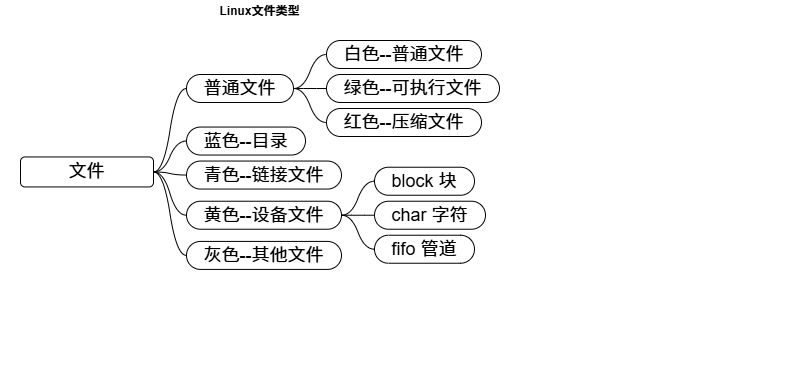 Linux文件类型
文件
普通文件
白色--普通文件
绿色--可执行文件
红色--压缩文件
蓝色--目录
青色--链接文件
黄色--设备文件
block 块
char 字符
fifo 管道
灰色--其他文件